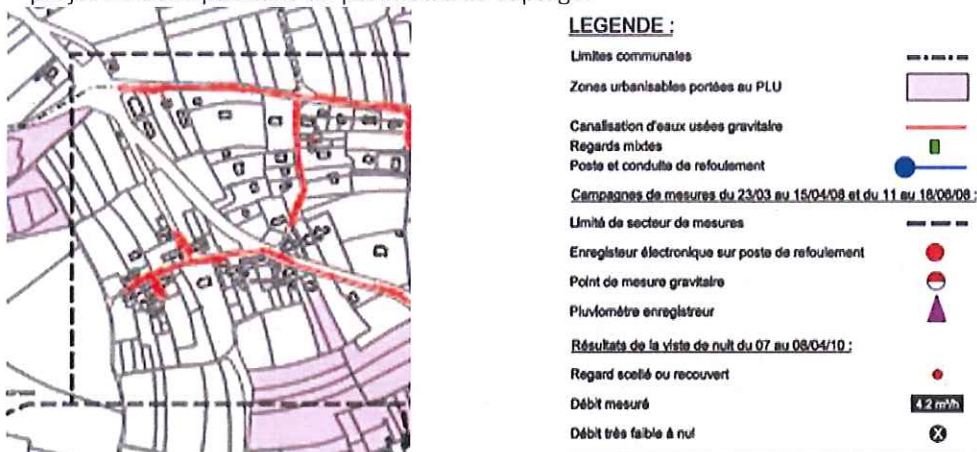 LEGENDE :
Limites communales
Zones urbanisables portées au PLU
Canalisation d'eaux usées gravitaire
Regards mixtes
Poste et conduite de refoulement
Campagnes de mesures du 23/03 au 15/04/08 et du 11 au 18/06/08 :
Limité de secteur de mesures
Enregisteur électronique sur poste de refoulement
Point de mesure gravitaire
Pluviomètre enregistreur
Résultats de la viste de nuit du 07 au 08/04/10 :
Regard scellé ou recouvert
Débit mesuré
4.2 m³/h
Débit très faible à nul
X